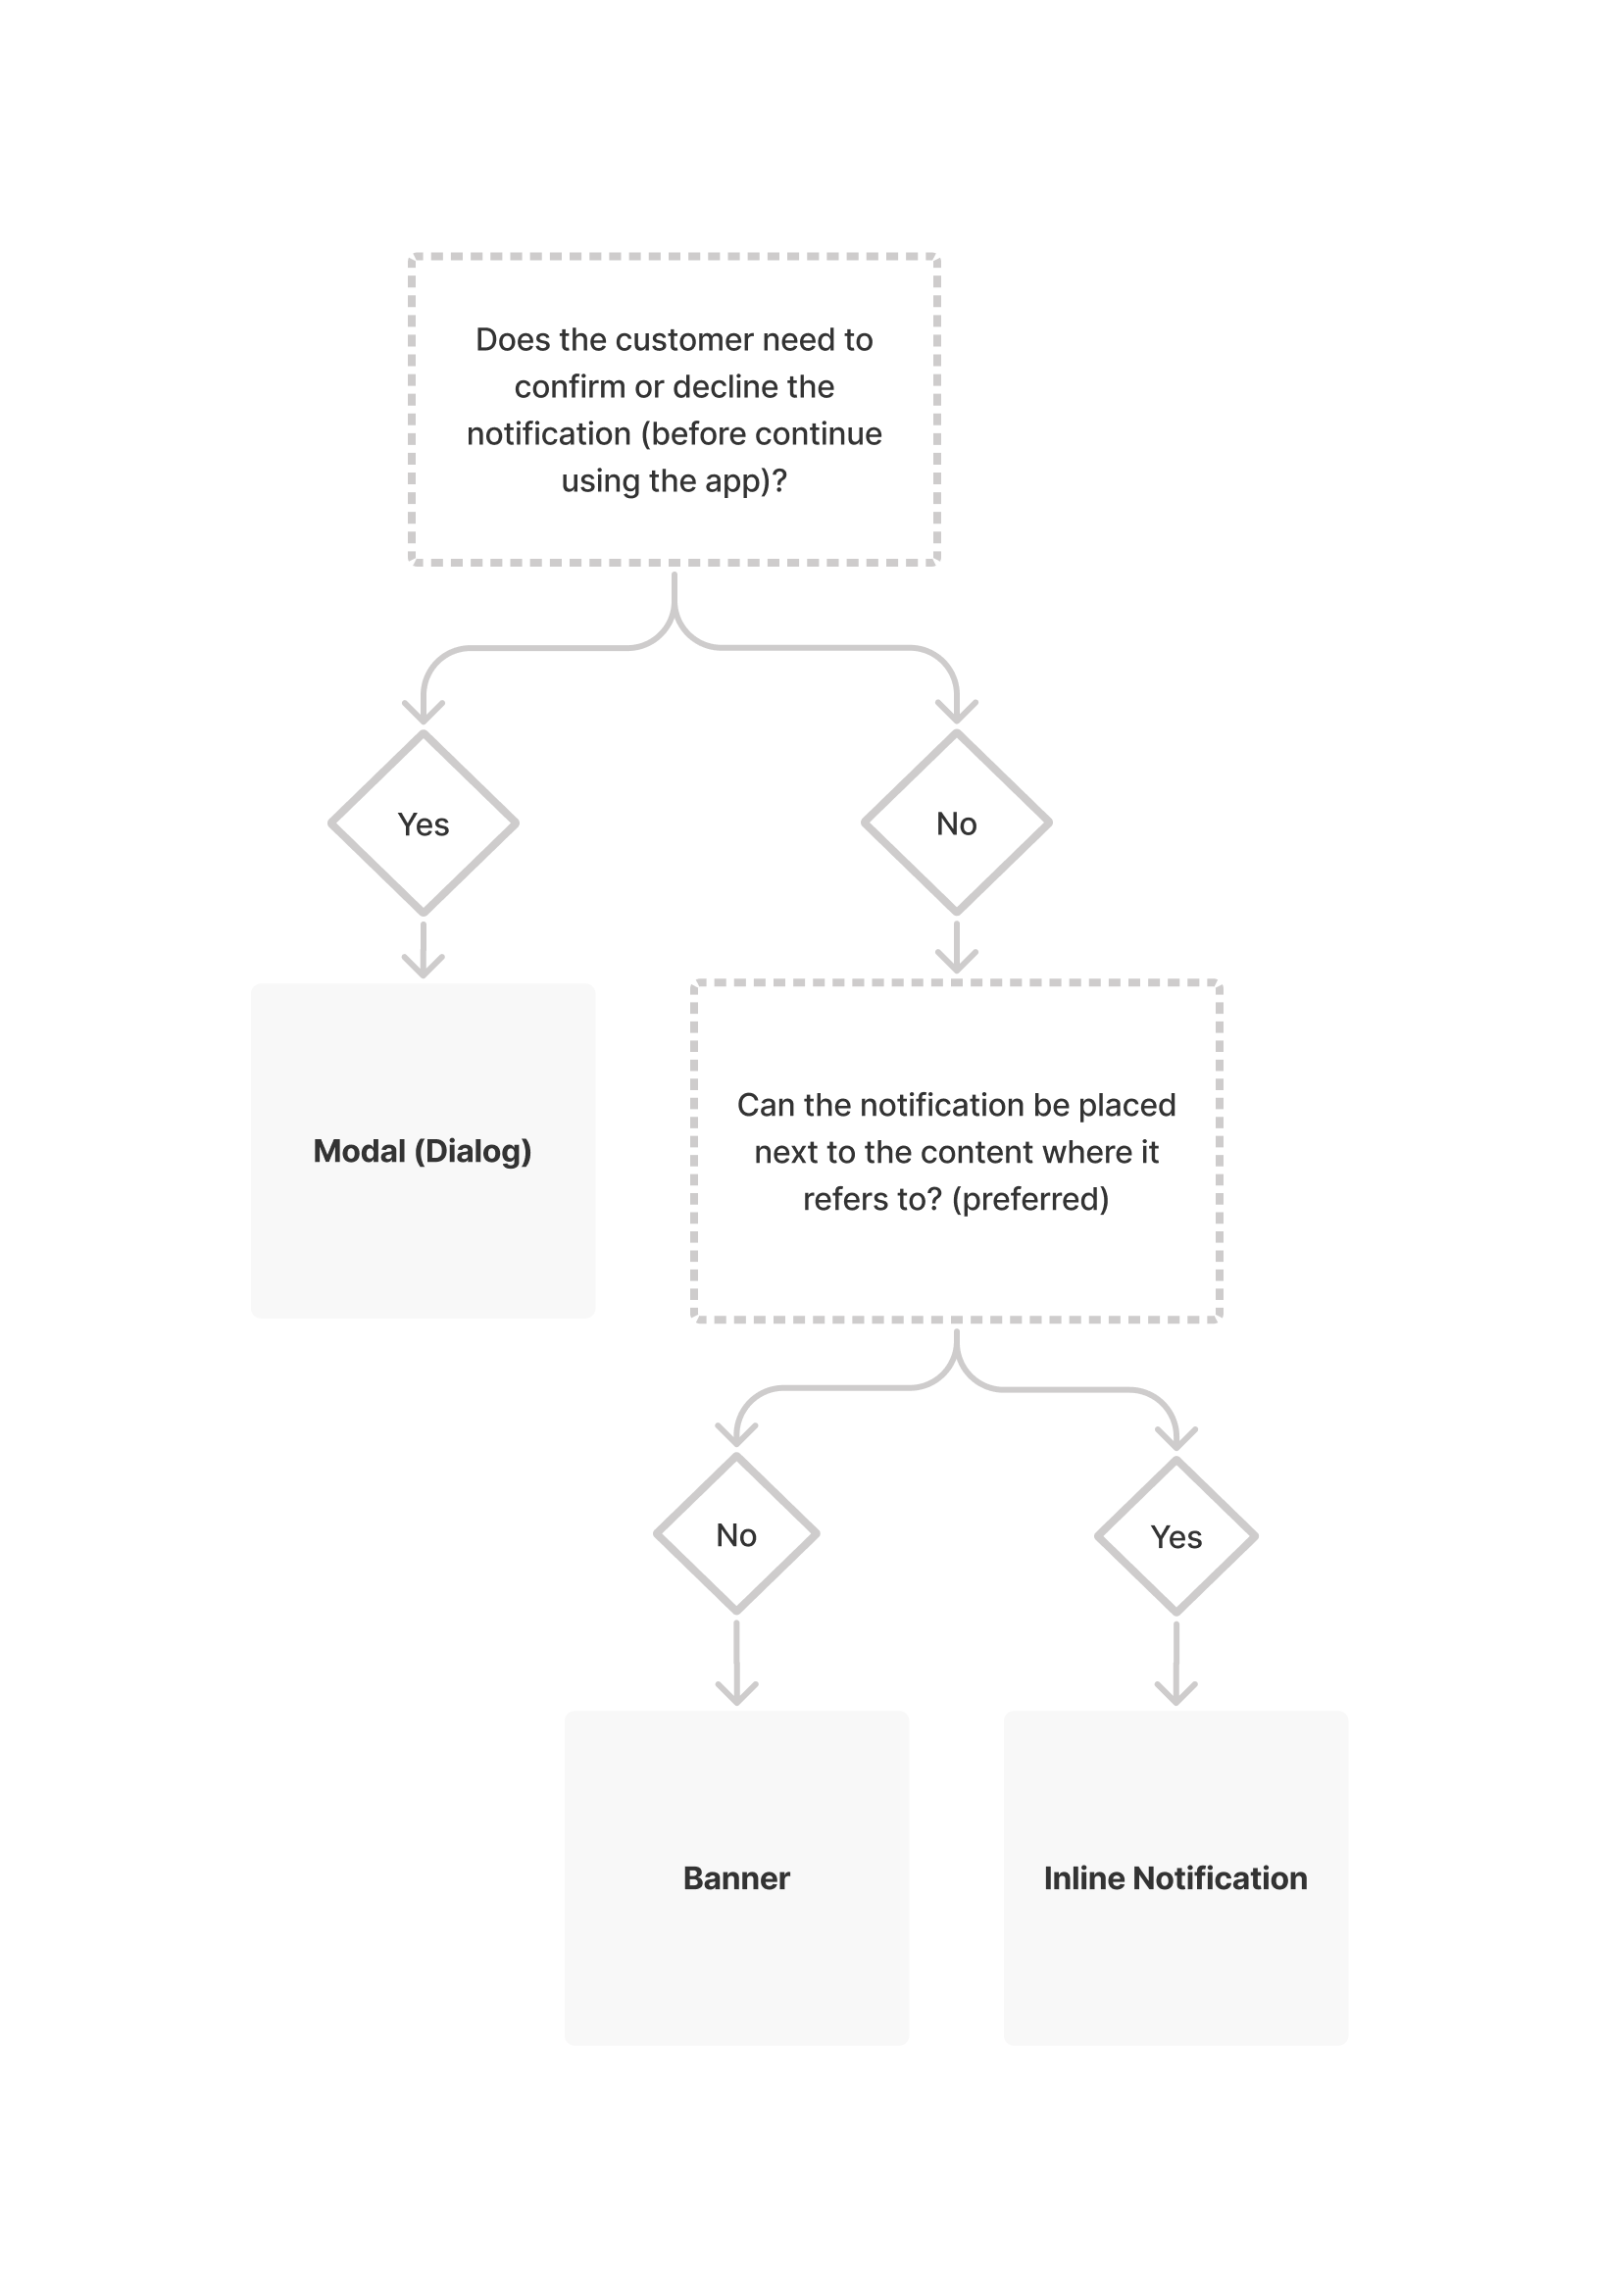 Does the customer need to
confirm or decline the
notification (before continue
using the app)?
Yes
No
Modal (Dialog)
Can the notification be placed
next to the content where it
refers to? (preferred)
No
Yes
Banner
Inline Notification